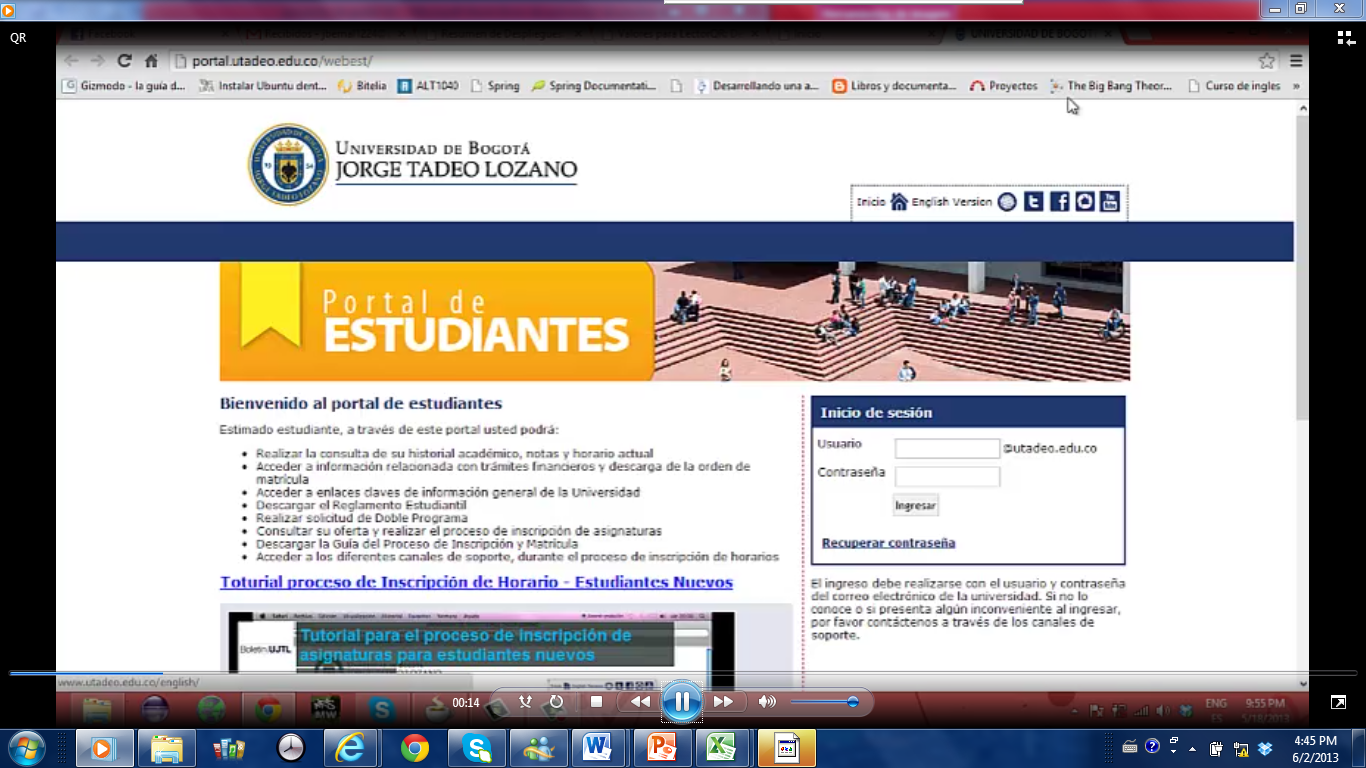 QR
Facebook
portal.utadeo.edu.co/webest/
Gizmodo - la guía d...
Instalar Ubuntu dent...
Bitelia
ALT1040
Spring
Spring Documentati...
Desarrollando una a...
Libros y documenta...
Proyectos
The Big Bang Theor...
Curso de ingles
»
UNIVERSIDAD DE BOGOTÁ
JORGE TADEO LOZANO
Inicio English Version
Portal de
ESTUDIANTES
Bienvenido al portal de estudiantes
Estimado estudiante, a través de este portal usted podrá:
• Realizar la consulta de su historial académico, notas y horario actual
• Acceder a información relacionada con trámites financieros y descarga de la orden de
matrícula
• Acceder a enlaces claves de información general de la Universidad
• Descargar el Reglamento Estudiantil
• Realizar solicitud de Doble Programa
• Consultar su oferta y realizar el proceso de inscripción de asignaturas
• Descargar la Guía del Proceso de Inscripción y Matrícula
• Acceder a los diferentes canales de soporte, durante el proceso de inscripción de horarios
Toturial proceso de Inscripción de Horario - Estudiantes Nuevos
Boletín UJTL
Tutorial para el proceso de inscripción de
asignaturas para estudiantes nuevos
Inicio de sesión
Usuario @utadeo.edu.co
Contraseña
Ingresar
Recuperar contraseña
El ingreso debe realizarse con el usuario y contraseña
del correo electrónico de la universidad. Si no lo
conoce o si presenta algún inconveniente al ingresar,
por favor contáctenos a través de los canales de
soporte.
www.utadeo.edu.co/english/
00:14
ENG
ES
9:55 PM
5/18/2013
4:45 PM
6/2/2013